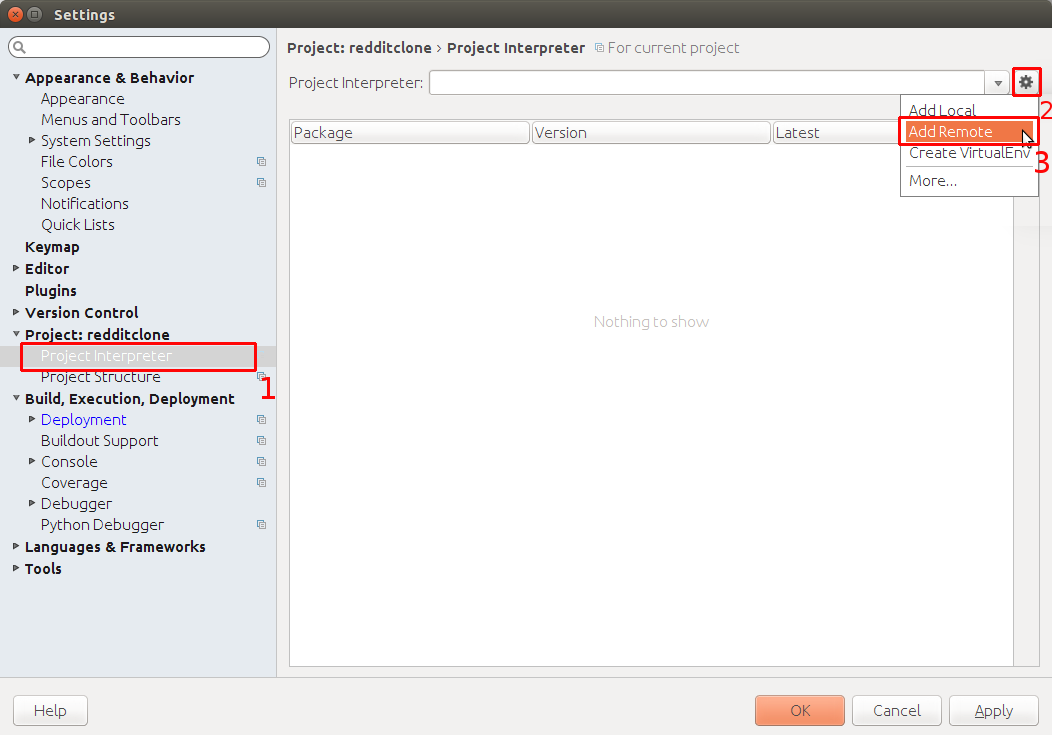 Settings
Appearance & Behavior
Appearance
Menus and Toolbars
System Settings
File Colors
Scopes
Notifications
Quick Lists
Keymap
Editor
Plugins
Version Control
Project: redditclone
Project Interpreter
1
Project Structure
Build, Execution, Deployment
Deployment
Buildout Support
Console
Coverage
Debugger
Python Debugger
Languages & Frameworks
Tools
Project: redditclone › Project Interpreter For current project
Project Interpreter:
2
Add Local
Add Remote
3
Create VirtualEnv
More...
Package Version Latest
Nothing to show
Help OK Cancel Apply